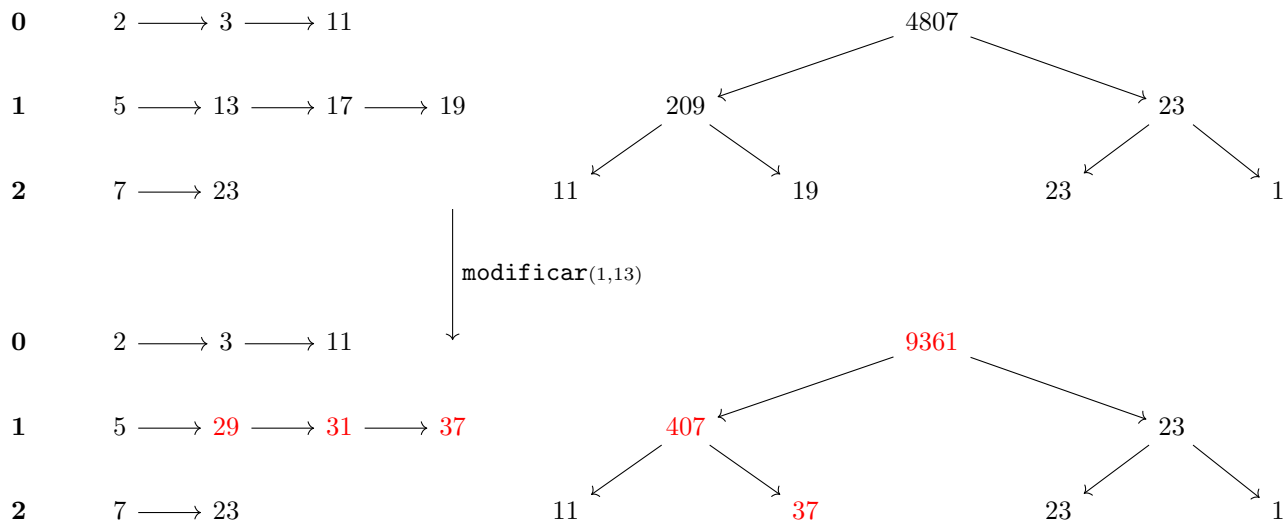 0 2 3 11 4807
1 5 13 17 19 209 23
2 7 23 11 19 23 1
modificar(1,13)
0 2 3 11 9361
1 5 29 31 37 407 23
2 7 23 11 37 23 1